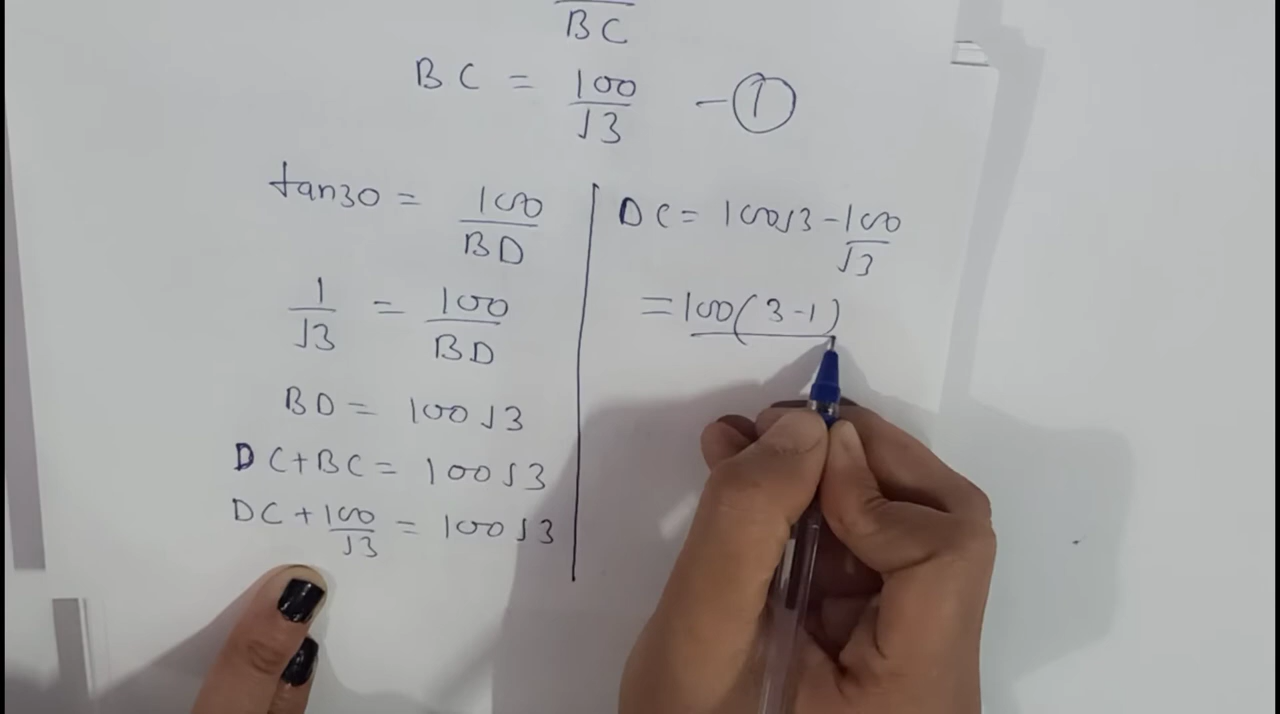 BC
BC = 100/√3 - ①
tan30 = 100/BD
1/√3 = 100/BD
BD = 100√3
DC+BC = 100√3
DC + 100/√3 = 100√3
DC = 100√3 - 100/√3
= 100(3-1)